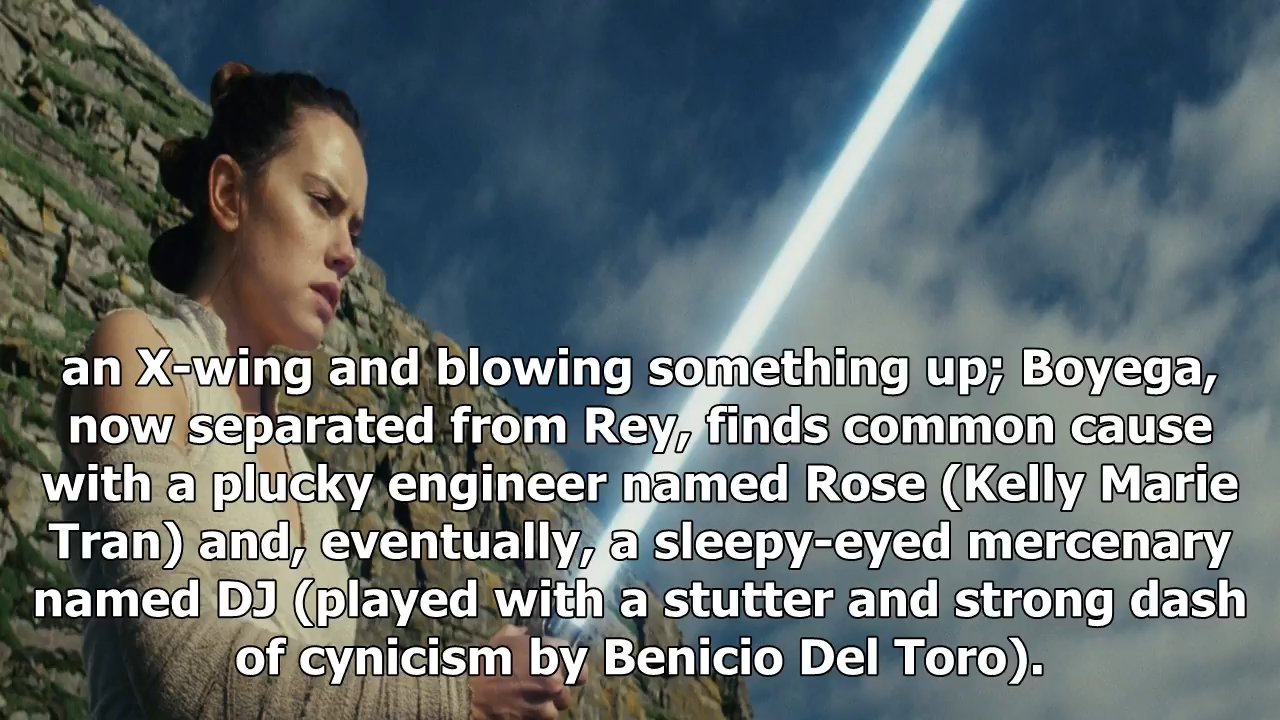 an X-wing and blowing something up; Boyega,
now separated from Rey, finds common cause
with a plucky engineer named Rose (Kelly Marie
Tran) and, eventually, a sleepy-eyed mercenary
named DJ (played with a stutter and strong dash
of cynicism by Benicio Del Toro).